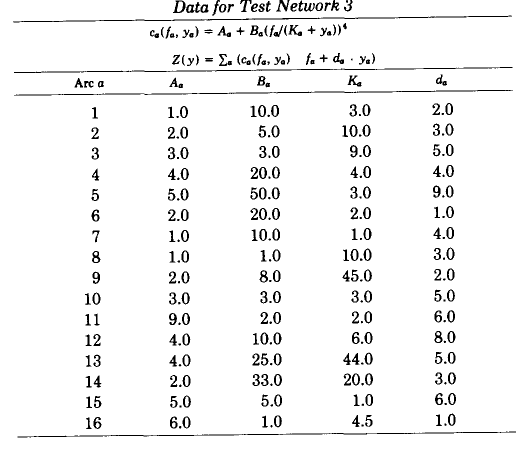 Data for Test Network 3
cₐ(fₐ, yₐ) = Aₐ + Bₐ(fₐ/(Kₐ + yₐ))⁴
Z(y) = Σₐ (cₐ(fₐ, yₐ) fₐ + dₐ · yₐ)
Arc a Aₐ Bₐ Kₐ dₐ
1 1.0 10.0 3.0 2.0
2 2.0 5.0 10.0 3.0
3 3.0 3.0 9.0 5.0
4 4.0 20.0 4.0 4.0
5 5.0 50.0 3.0 9.0
6 2.0 20.0 2.0 1.0
7 1.0 10.0 1.0 4.0
8 1.0 1.0 10.0 3.0
9 2.0 8.0 45.0 2.0
10 3.0 3.0 3.0 5.0
11 9.0 2.0 2.0 6.0
12 4.0 10.0 6.0 8.0
13 4.0 25.0 44.0 5.0
14 2.0 33.0 20.0 3.0
15 5.0 5.0 1.0 6.0
16 6.0 1.0 4.5 1.0